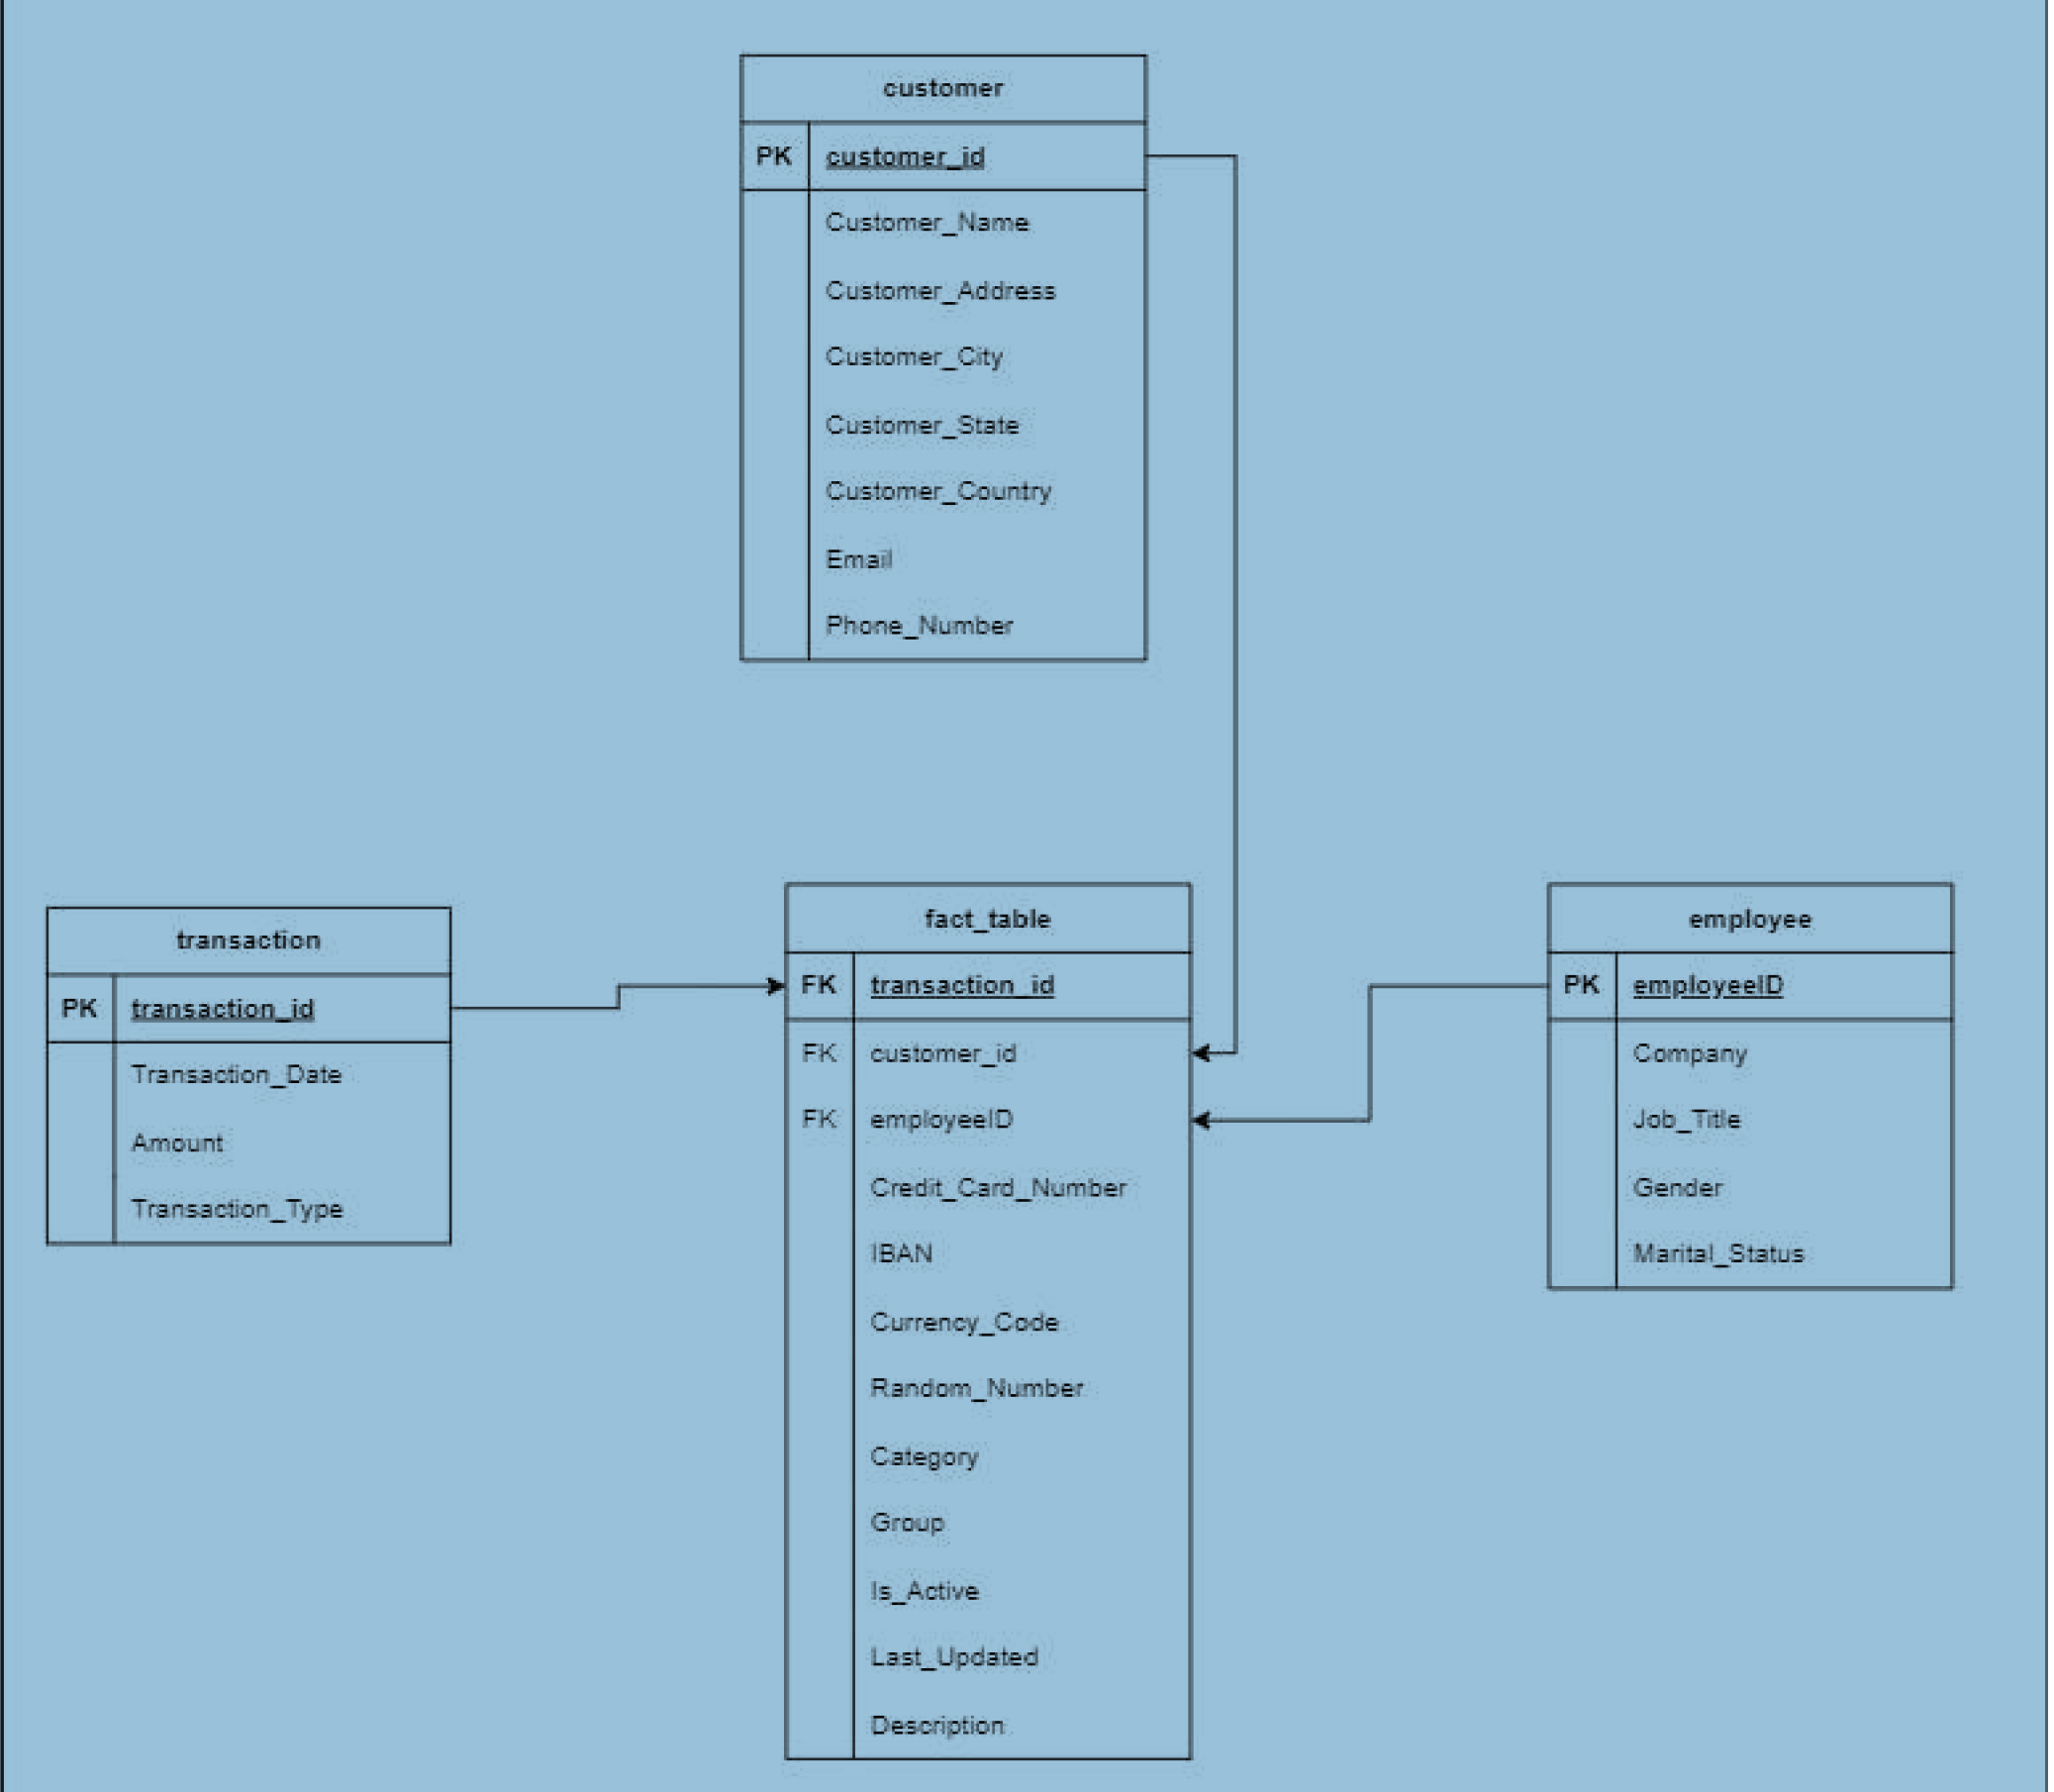 customer
PK customer_id
Customer_Name
Customer_Address
Customer_City
Customer_State
Customer_Country
Email
Phone_Number
transaction
PK transaction_id
Transaction_Date
Amount
Transaction_Type
fact_table
FK transaction_id
FK customer_id
FK employeeID
Credit_Card_Number
IBAN
Currency_Code
Random_Number
Category
Group
Is_Active
Last_Updated
Description
employee
PK employeeID
Company
Job_Title
Gender
Marital_Status